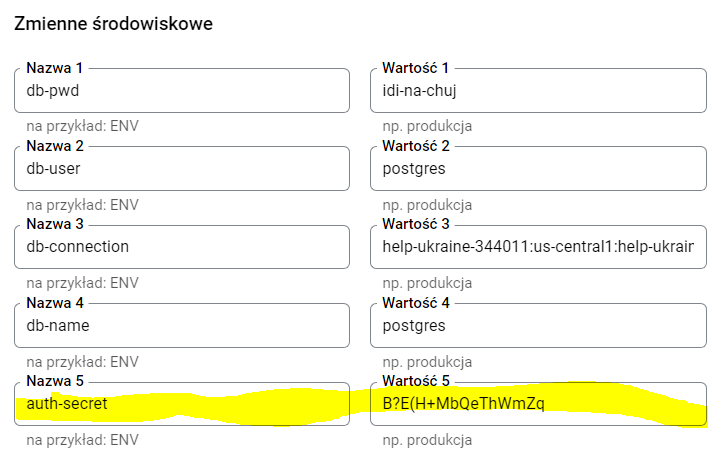 Zmienne środowiskowe
Nazwa 1 Wartość 1
db-pwd idi-na-chuj
na przykład: ENV np. produkcja
Nazwa 2 Wartość 2
db-user postgres
na przykład: ENV np. produkcja
Nazwa 3 Wartość 3
db-connection help-ukraine-344011:us-central1:help-ukrain
na przykład: ENV np. produkcja
Nazwa 4 Wartość 4
db-name postgres
na przykład: ENV np. produkcja
Nazwa 5 Wartość 5
auth-secret B?E(H+MbQeThWmZq
na przykład: ENV np. produkcja